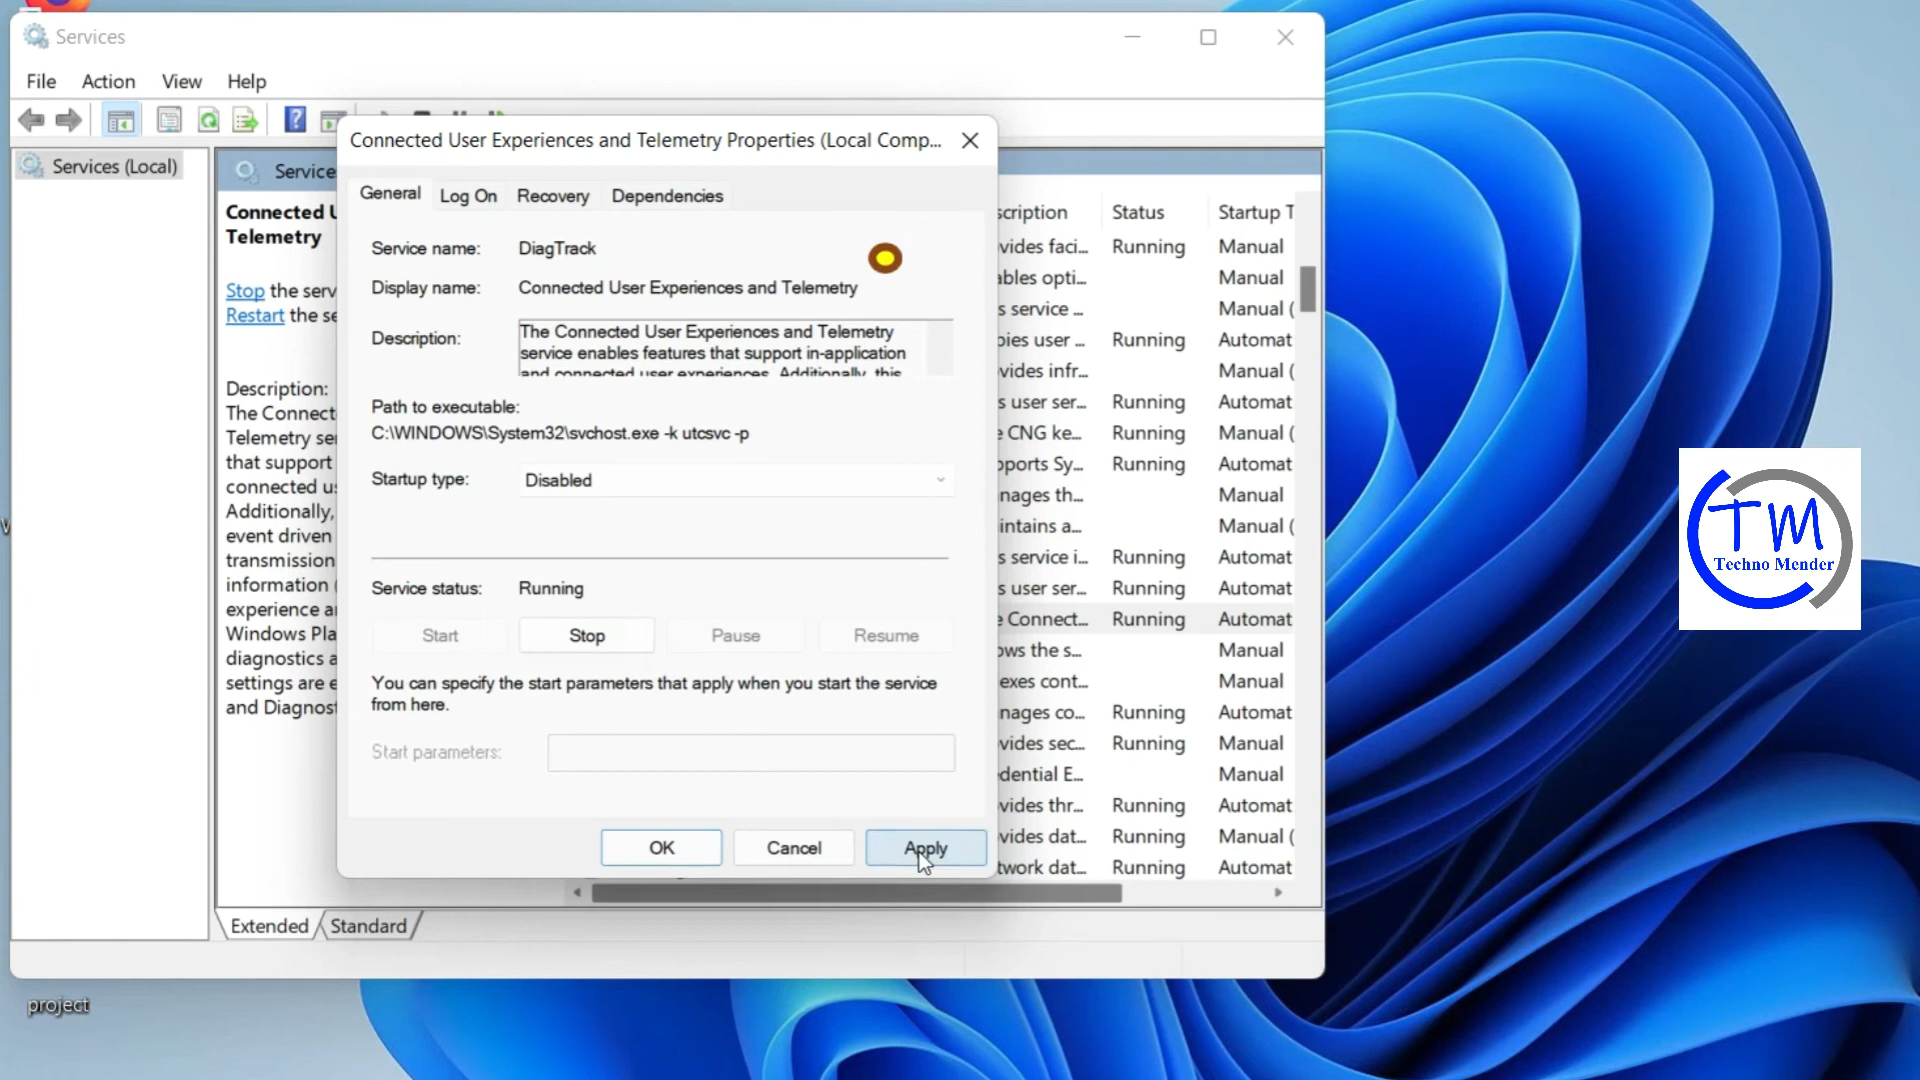 Services
File Action View Help
Connected User Experiences and Telemetry Properties (Local Comp...
Services (Local)
Service
General Log On Recovery Dependencies
Connected U
Telemetry
Stop the serv
Restart the se
Description:
The Connect
Telemetry se
that support
connected u
Additionally,
event driven
transmission
information (
experience a
Windows Pla
diagnostics a
settings are e
and Diagnos
Service name: DiagTrack
Display name: Connected User Experiences and Telemetry
Description: The Connected User Experiences and Telemetry
service enables features that support in-application
and connected user experiences. Additionally, this
Path to executable:
C:\WINDOWS\System32\svchost.exe -k utcsvc -p
Startup type: Disabled
Service status: Running
Start Stop Pause Resume
You can specify the start parameters that apply when you start the service
from here.
Start parameters:
OK Cancel Apply
scription Status Startup T
vides faci... Running Manual
ables opti... Manual
s service ... Manual (
pies user ... Running Automat
vides infr... Manual (
s user ser... Running Automat
e CNG ke... Running Manual (
pports Sy... Running Automat
nages th... Manual
intains a... Manual (
s service i... Running Automat
s user ser... Running Automat
e Connect... Running Automat
ows the s... Manual
exes cont... Manual
nages co... Running Automat
vides sec... Running Manual
dential E... Manual
vides thr... Running Automat
vides dat... Running Manual (
twork dat... Running Automat
Extended Standard
project
TM
Techno Mender